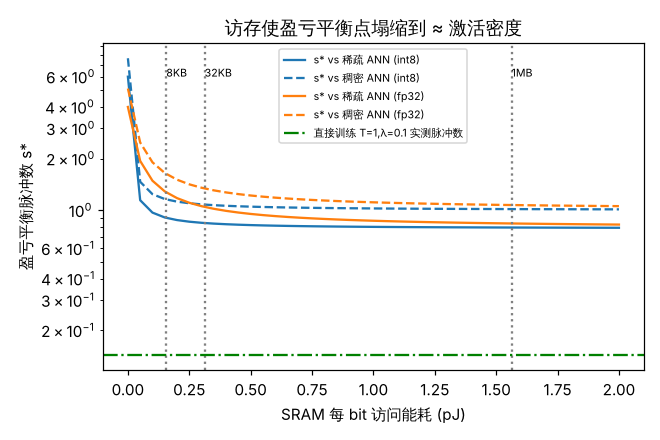 访存使盈亏平衡点塌缩到 ≈ 激活密度
盈亏平衡脉冲数 s*
6 × 10⁰
4 × 10⁰
3 × 10⁰
2 × 10⁰
10⁰
6 × 10⁻¹
4 × 10⁻¹
3 × 10⁻¹
2 × 10⁻¹
8KB
32KB
1MB
s* vs 稀疏 ANN (int8)
s* vs 稠密 ANN (int8)
s* vs 稀疏 ANN (fp32)
s* vs 稠密 ANN (fp32)
直接训练 T=1,λ=0.1 实测脉冲数
0.00 0.25 0.50 0.75 1.00 1.25 1.50 1.75 2.00
SRAM 每 bit 访问能耗 (pJ)